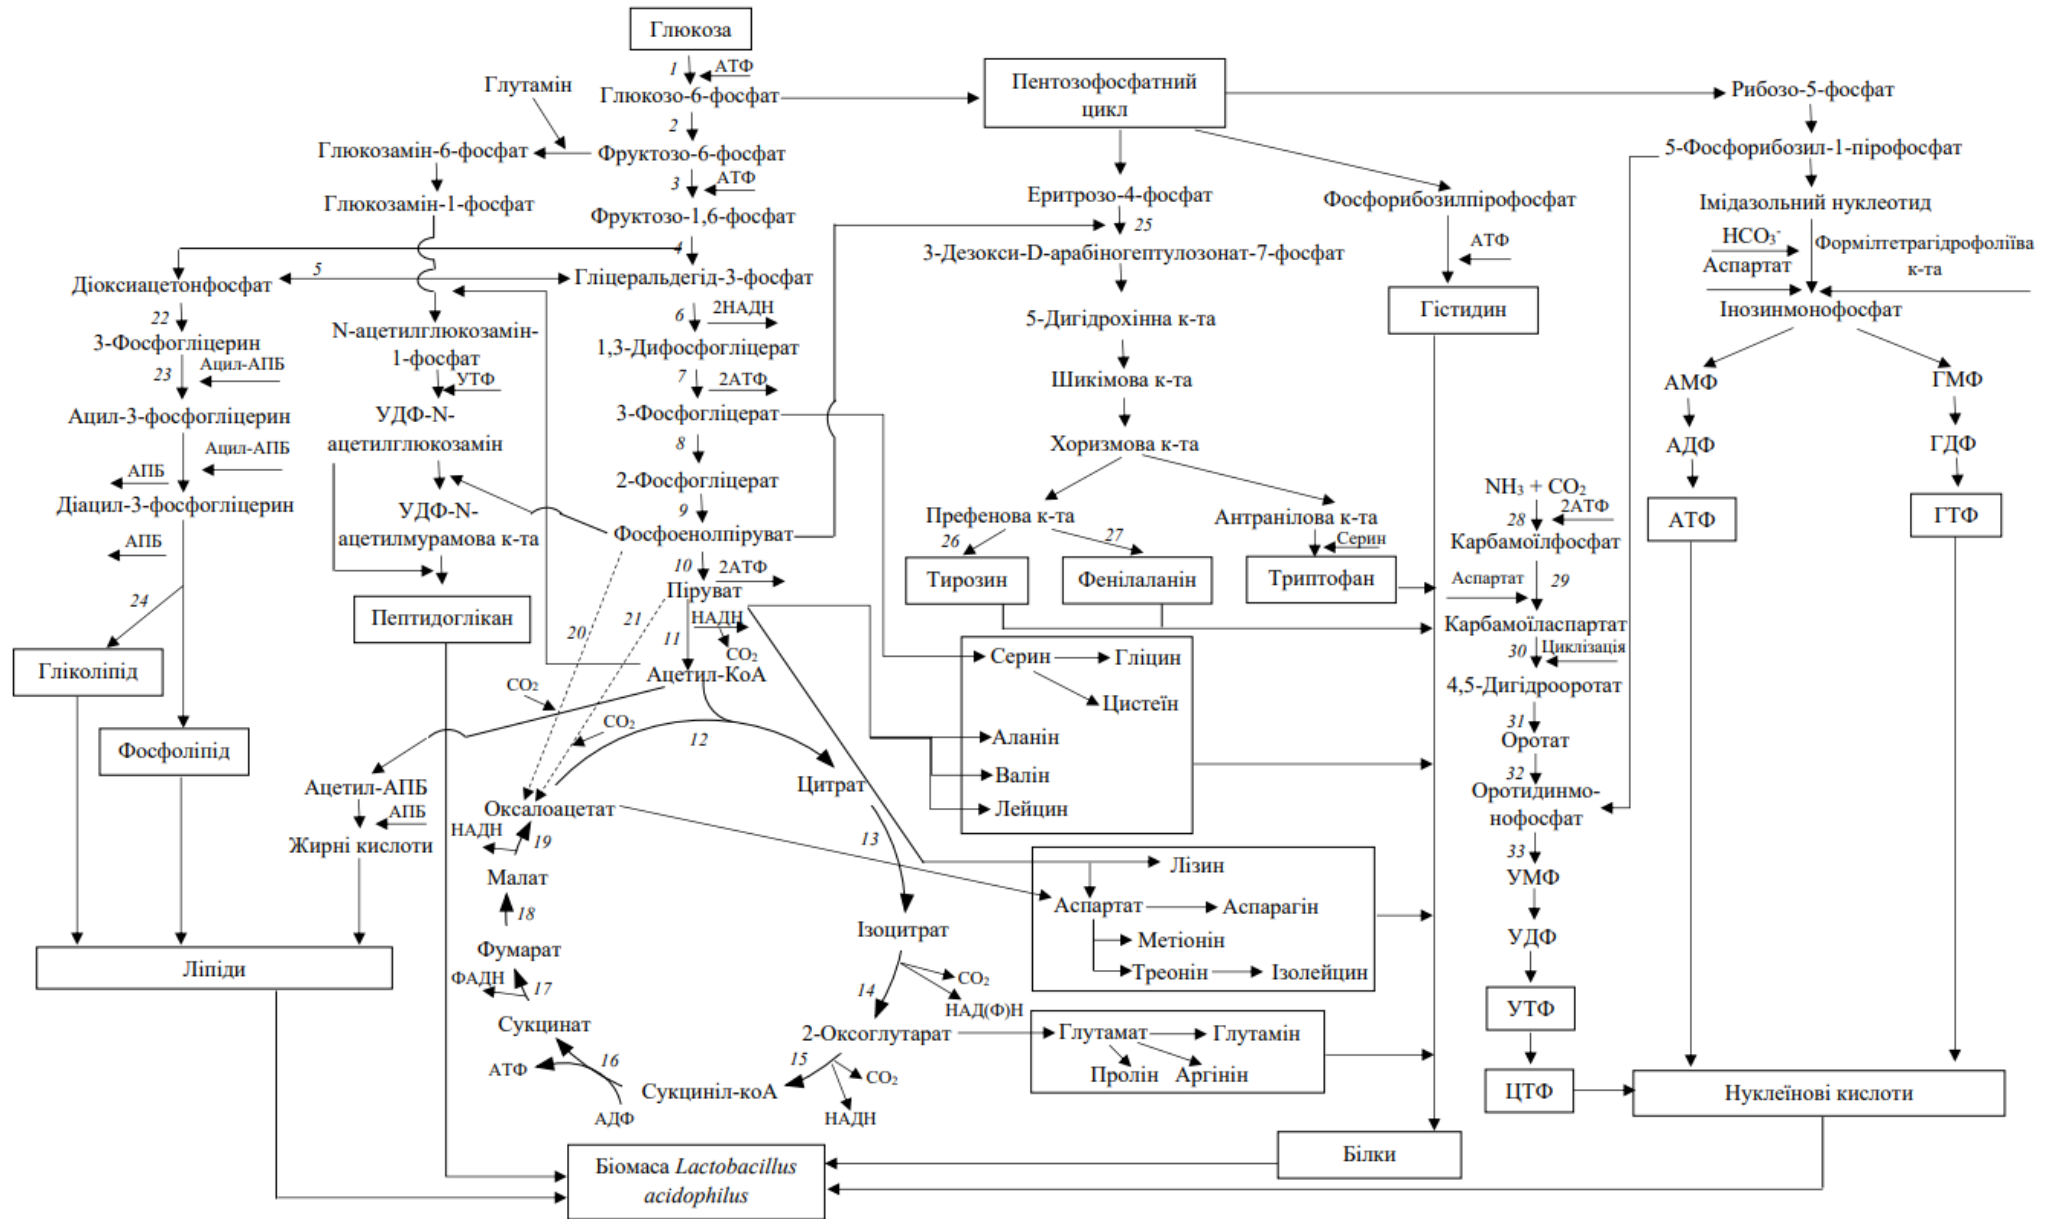 Глюкоза
1
АТФ
Глюкозо-6-фосфат
2
Глутамін
Глюкозамін-6-фосфат
Фруктозо-6-фосфат
3
АТФ
Глюкозамін-1-фосфат
Фруктозо-1,6-фосфат
4
5
Діоксиацетонфосфат
Гліцеральдегід-3-фосфат
22
3-Фосфогліцерин
23
Ацил-АПБ
Ацил-3-фосфогліцерин
Ацил-АПБ
АПБ
Діацил-3-фосфогліцерин
АПБ
24
Гліколіпід
Фосфоліпід
N-ацетилглюкозамін-
1-фосфат
УТФ
УДФ-N-
ацетилглюкозамін
УДФ-N-
ацетилмурамова к-та
Пептидоглікан
6
2НАДН
1,3-Дифосфогліцерат
7
2АТФ
3-Фосфогліцерат
8
2-Фосфогліцерат
9
Фосфоенолпіруват
10
2АТФ
Піруват
11
НАДН
CO₂
20
21
Ацетил-КоА
CO₂
CO₂
12
Ацетил-АПБ
АПБ
Жирні кислоти
Ліпіди
Оксалоацетат
Цитрат
13
НАДН
19
Малат
18
Фумарат
ФАДН
17
Сукцинат
16
АТФ
АДФ
Сукциніл-коА
15
CO₂
НАДН
2-Оксоглутарат
14
CO₂
НАД(Ф)Н
Ізоцитрат
Пентозофосфатний
цикл
Еритрозо-4-фосфат
25
3-Дезокси-D-арабіногептулозонат-7-фосфат
5-Дигідрохінна к-та
Шикімова к-та
Хоризмова к-та
Префенова к-та
Антранілова к-та
26
27
Серин
Тирозин
Фенілаланін
Триптофан
Фосфорибозилпірофосфат
АТФ
Гістидин
Серин
Гліцин
Цистеїн
Аланін
Валін
Лейцин
Лізин
Аспартат
Аспарагін
Метіонін
Треонін
Ізолейцин
Глутамат
Глутамін
Пролін
Аргінін
Рибозо-5-фосфат
5-Фосфорибозил-1-пірофосфат
Імідазольний нуклеотид
HCO₃⁻
Аспартат
Формілтетрагідрофоліїва
к-та
Інозинмонофосфат
АМФ
ГМФ
АДФ
ГДФ
АТФ
ГТФ
NH₃ + CO₂
28
2АТФ
Карбамоїлфосфат
Аспартат
29
Карбамоїласпартат
30
Циклізація
4,5-Дигідрооротат
31
Оротат
32
Оротидинмо-
нофосфат
33
УМФ
УДФ
УТФ
ЦТФ
Нуклеїнові кислоти
Білки
Біомаса Lactobacillus
acidophilus